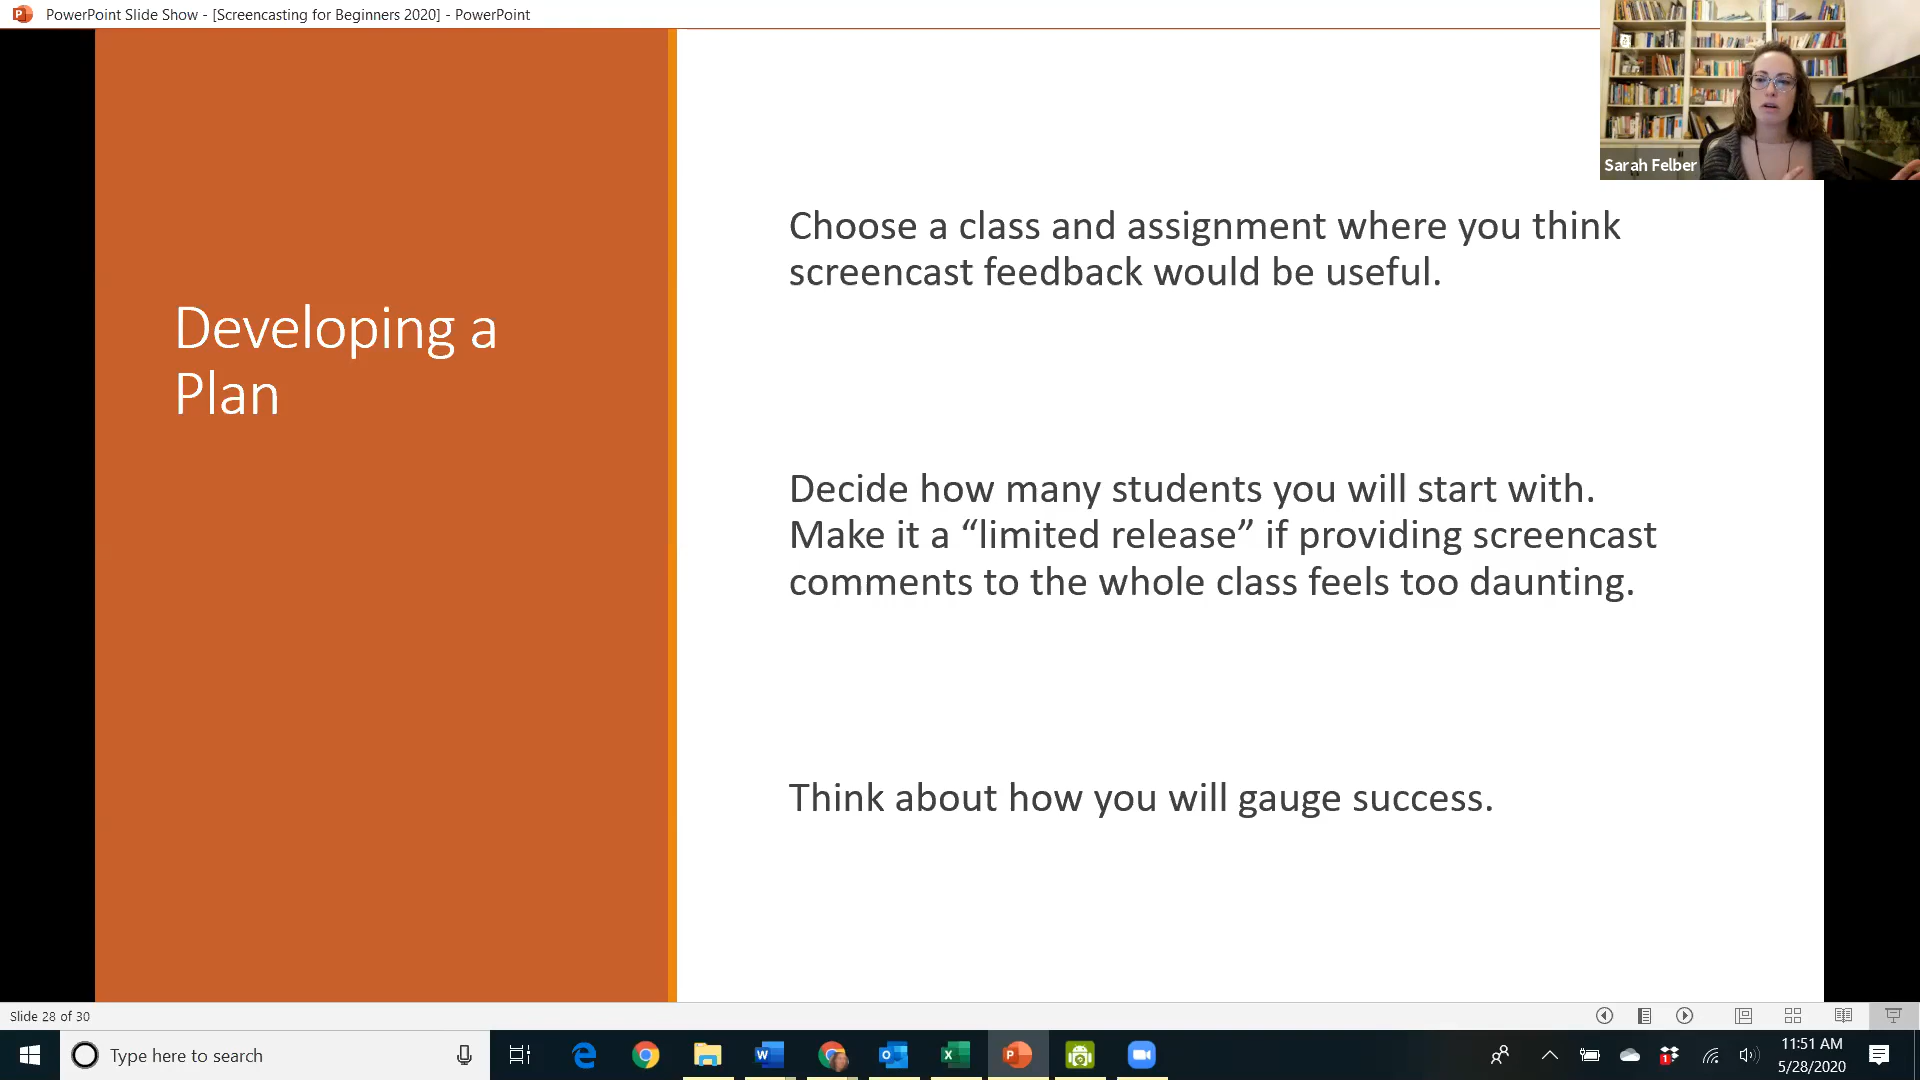 PowerPoint Slide Show - [Screencasting for Beginners 2020] - PowerPoint
Sarah Felber
Developing a
Plan
Choose a class and assignment where you think
screencast feedback would be useful.
Decide how many students you will start with.
Make it a “limited release” if providing screencast
comments to the whole class feels too daunting.
Think about how you will gauge success.
Slide 28 of 30
Type here to search
11:51 AM
5/28/2020